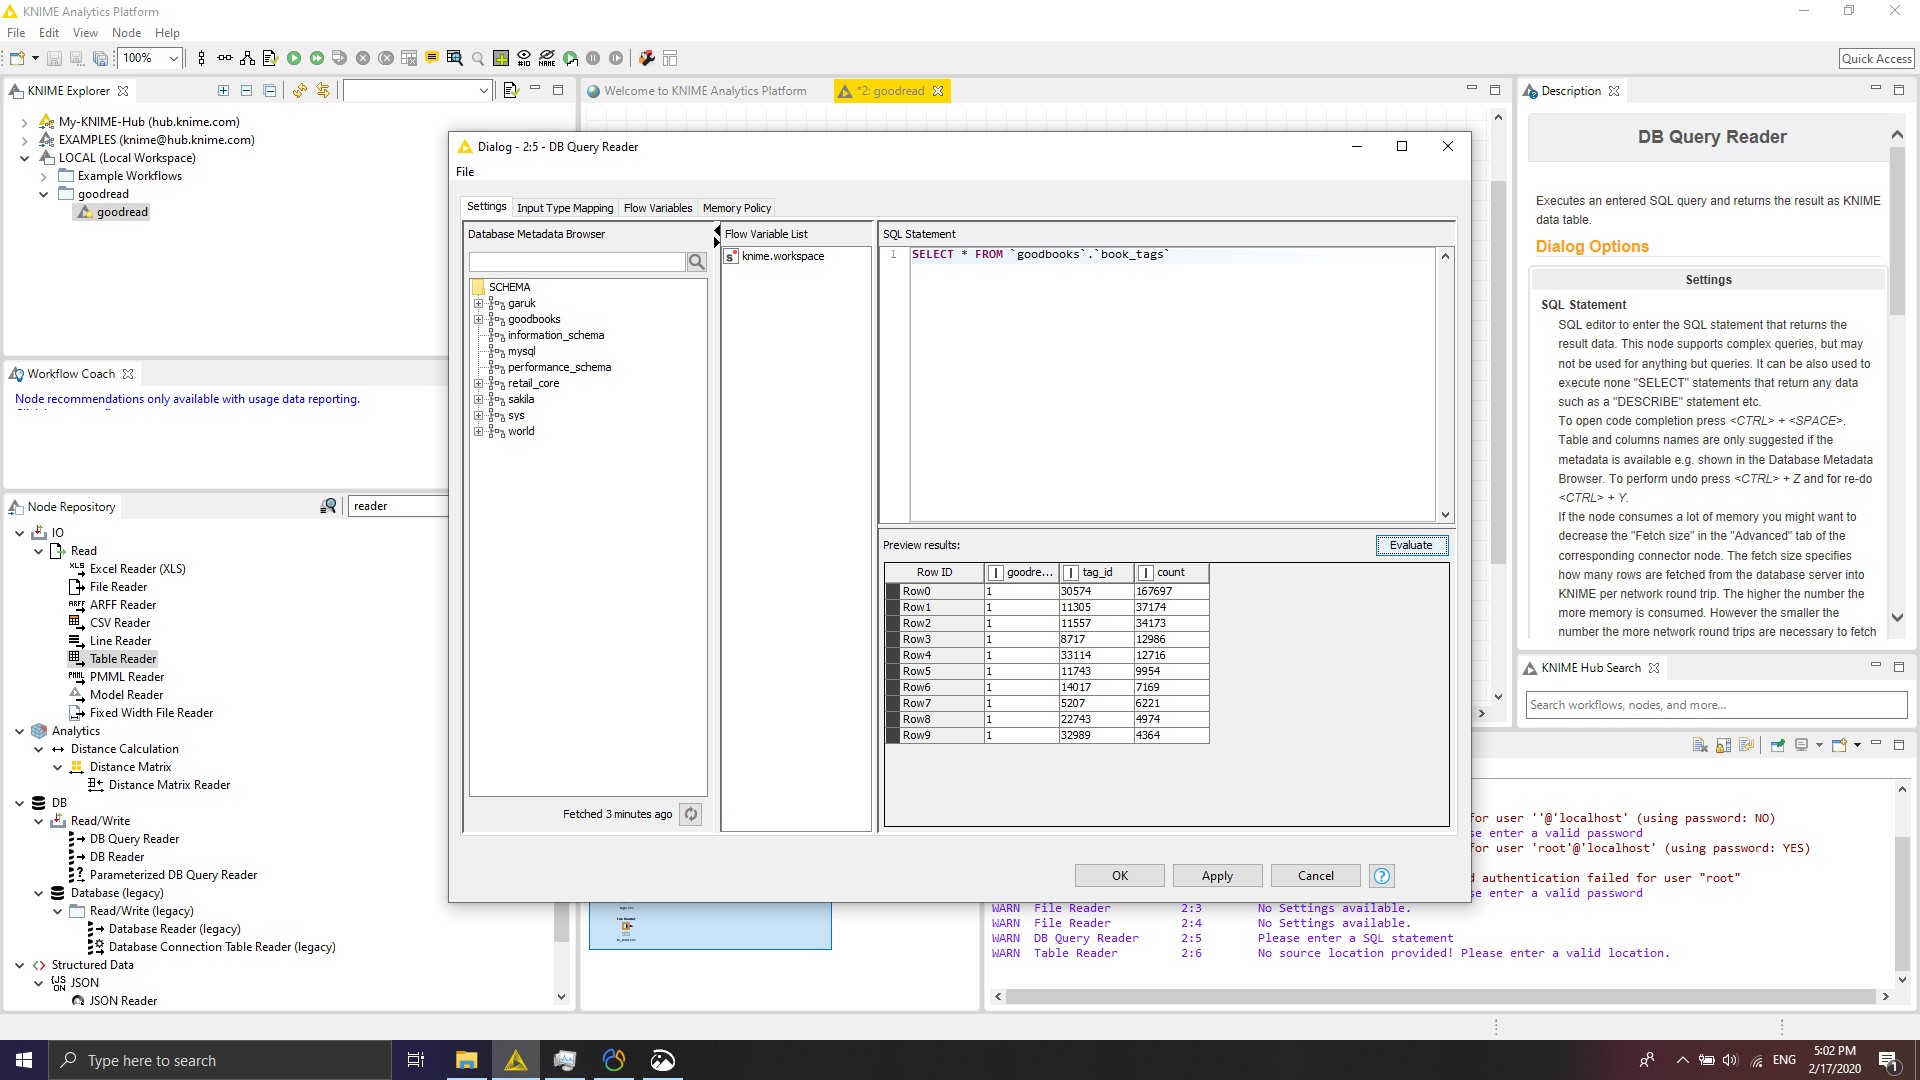 KNIME Analytics Platform
File Edit View Node Help
100%
Quick Access
KNIME Explorer
My-KNIME-Hub (hub.knime.com)
EXAMPLES (knime@hub.knime.com)
LOCAL (Local Workspace)
Example Workflows
goodread
goodread
Workflow Coach
Node recommendations only available with usage data reporting.
Node Repository
reader
IO
Read
Excel Reader (XLS)
File Reader
ARFF Reader
CSV Reader
Line Reader
Table Reader
PMML Reader
Model Reader
Fixed Width File Reader
Analytics
Distance Calculation
Distance Matrix
Distance Matrix Reader
DB
Read/Write
DB Query Reader
DB Reader
Parameterized DB Query Reader
Database (legacy)
Read/Write (legacy)
Database Reader (legacy)
Database Connection Table Reader (legacy)
Structured Data
JSON
JSON Reader
Welcome to KNIME Analytics Platform
*2: goodread
Dialog - 2:5 - DB Query Reader
File
Settings Input Type Mapping Flow Variables Memory Policy
Database Metadata Browser
SCHEMA
garuk
goodbooks
information_schema
mysql
performance_schema
retail_core
sakila
sys
world
Fetched 3 minutes ago
Flow Variable List
s knime.workspace
SQL Statement
1 SELECT * FROM `goodbooks`.`book_tags`
Preview results:
Evaluate
Row ID I goodre... I tag_id I count
Row0 1 30574 167697
Row1 1 11305 37174
Row2 1 11557 34173
Row3 1 8717 12986
Row4 1 33114 12716
Row5 1 11743 9954
Row6 1 14017 7169
Row7 1 5207 6221
Row8 1 22743 4974
Row9 1 32989 4364
OK Apply Cancel ?
Description
DB Query Reader
Executes an entered SQL query and returns the result as KNIME
data table.
Dialog Options
Settings
SQL Statement
SQL editor to enter the SQL statement that returns the
result data. This node supports complex queries, but may
not be used for anything but queries. It can be also used to
execute none "SELECT" statements that return any data
such as a "DESCRIBE" statement etc.
To open code completion press <CTRL> + <SPACE>.
Table and columns names are only suggested if the
metadata is available e.g. shown in the Database Metadata
Browser. To perform undo press <CTRL> + Z and for re-do
<CTRL> + Y.
If the node consumes a lot of memory you might want to
decrease the "Fetch size" in the "Advanced" tab of the
corresponding connector node. The fetch size specifies
how many rows are fetched from the database server into
KNIME per network round trip. The higher the number the
more memory is consumed. However the smaller the
number the more network round trips are necessary to fetch
KNIME Hub Search
Search workflows, nodes, and more...
for user ''@'localhost' (using password: NO)
se enter a valid password
for user 'root'@'localhost' (using password: YES)
d authentication failed for user "root"
se enter a valid password
WARN File Reader 2:3 No Settings available.
WARN File Reader 2:4 No settings available.
WARN DB Query Reader 2:5 Please enter a SQL statement
WARN Table Reader 2:6 No source location provided! Please enter a valid location.
Type here to search
ENG
5:02 PM
2/17/2020
1